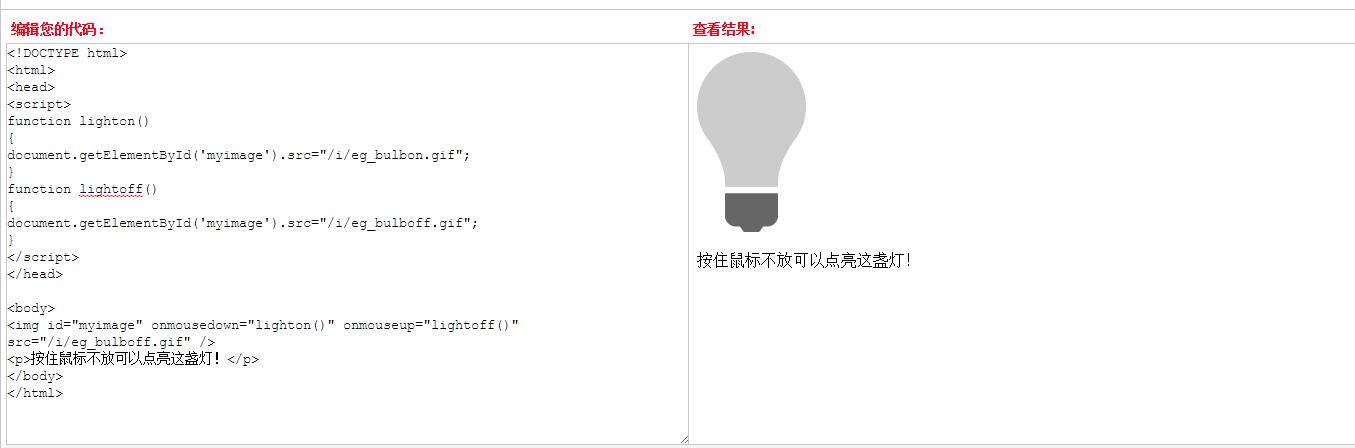 编辑您的代码：
查看结果:
<!DOCTYPE html>
<html>
<head>
<script>
function lighton()
{
document.getElementById('myimage').src="/i/eg_bulbon.gif";
}
function lightoff()
{
document.getElementById('myimage').src="/i/eg_bulboff.gif";
}
</script>
</head>
<body>
<img id="myimage" onmousedown="lighton()" onmouseup="lightoff()"
src="/i/eg_bulboff.gif" />
<p>按住鼠标不放可以点亮这盏灯！</p>
</body>
</html>
按住鼠标不放可以点亮这盏灯！